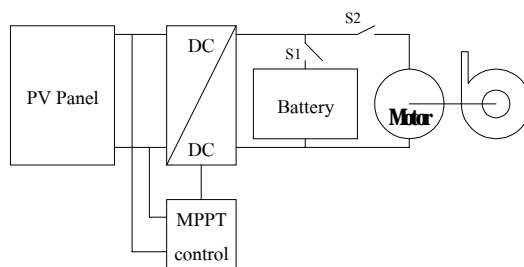 S2
DC
S1
PV Panel
Battery
Motor
DC
MPPT
control